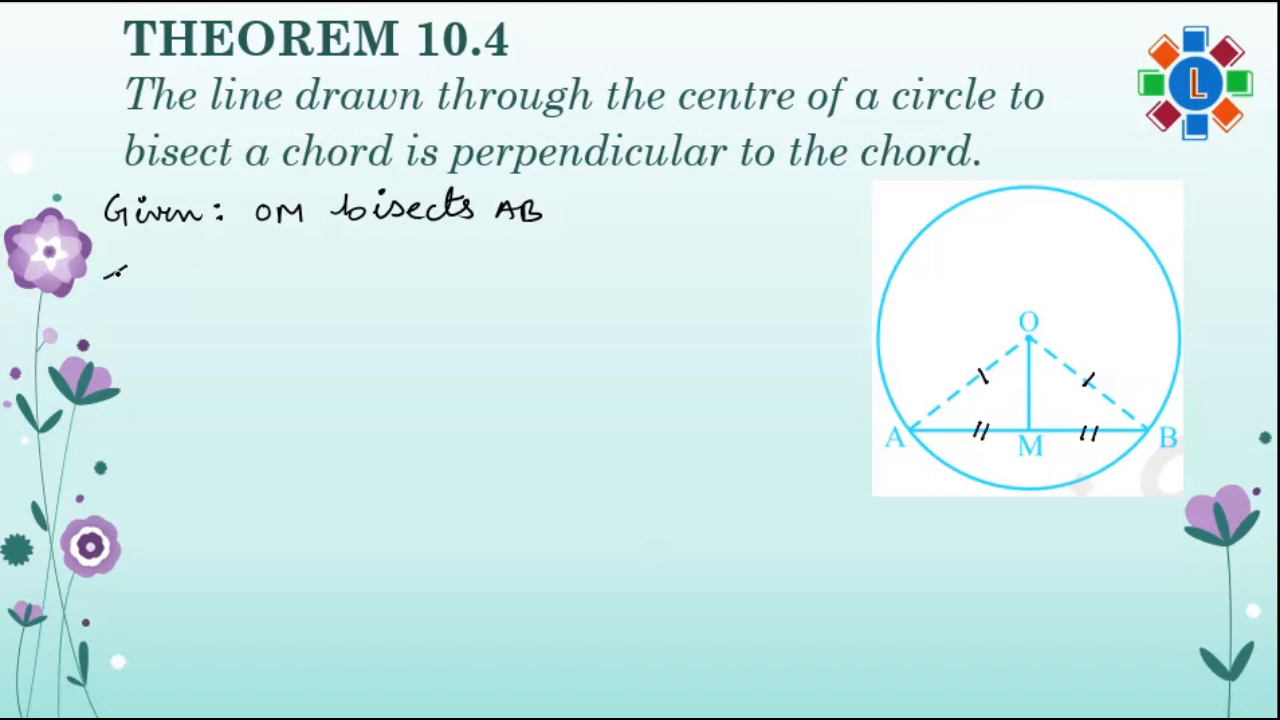 THEOREM 10.4
The line drawn through the centre of a circle to
bisect a chord is perpendicular to the chord.
Given: OM bisects AB
L
O
A
M
B